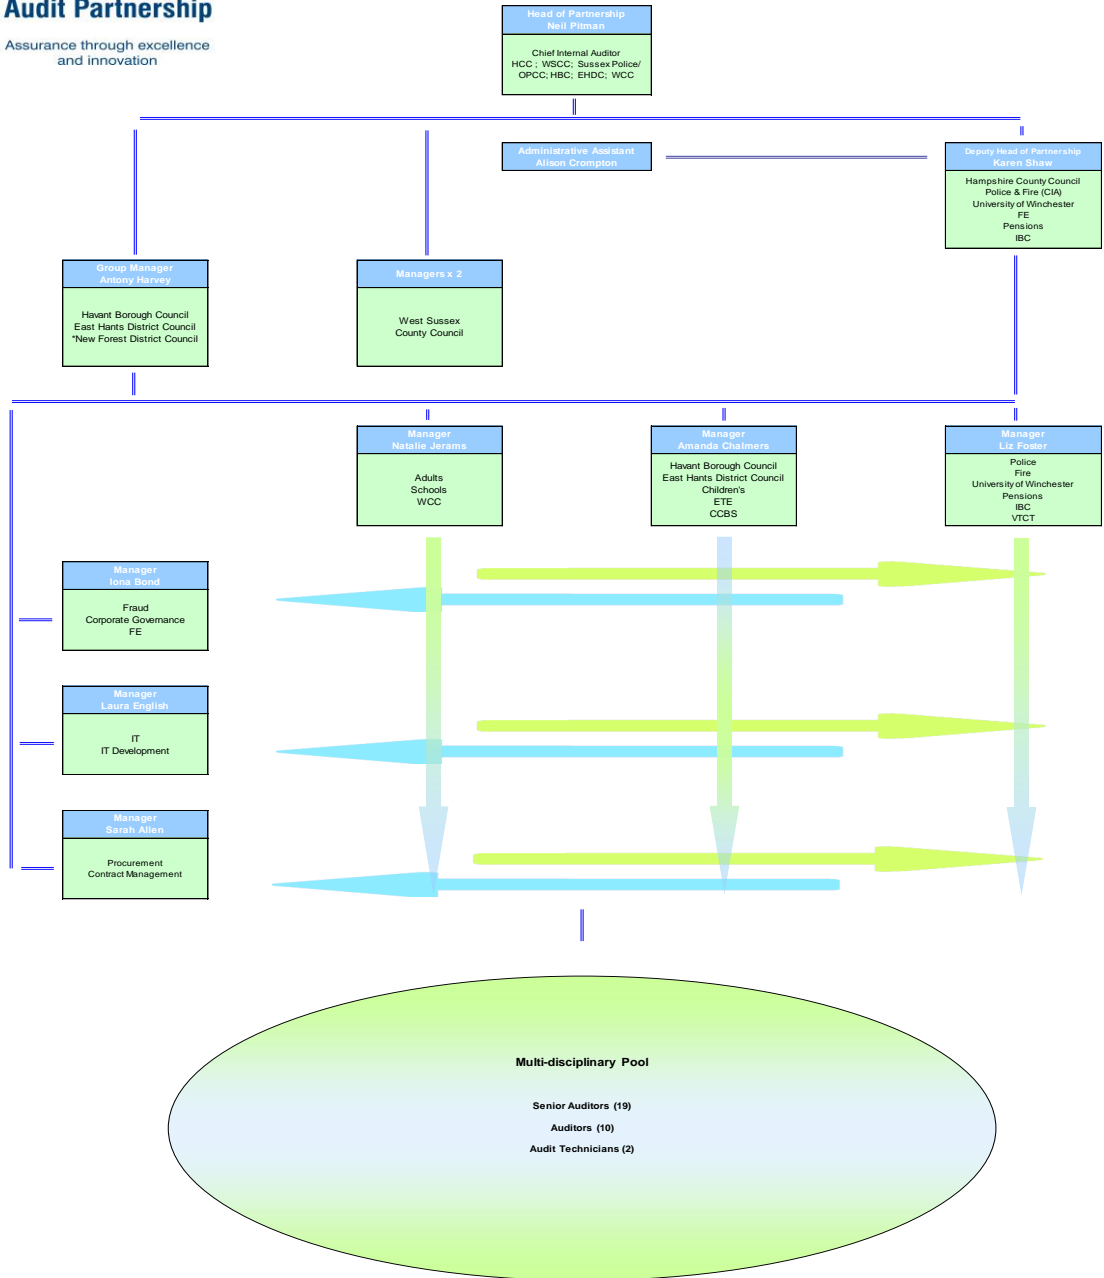 Audit Partnership
Assurance through excellence
and innovation
Head of Partnership
Neil Pitman
Chief Internal Auditor
HCC ; WSCC; Sussex Police/
OPCC; HBC; EHDC; WCC
Administrative Assistant
Alison Crompton
Deputy Head of Partnership
Karen Shaw
Hampshire County Council
Police & Fire (CIA)
University of Winchester
FE
Pensions
IBC
Group Manager
Antony Harvey
Havant Borough Council
East Hants District Council
*New Forest District Council
Managers x 2
West Sussex
County Council
Manager
Natalie Jerams
Adults
Schools
WCC
Manager
Amanda Chalmers
Havant Borough Council
East Hants District Council
Children's
ETE
CCBS
Manager
Liz Foster
Police
Fire
University of Winchester
Pensions
IBC
VTCT
Manager
Iona Bond
Fraud
Corporate Governance
FE
Manager
Laura English
IT
IT Development
Manager
Sarah Allen
Procurement
Contract Management
Multi-disciplinary Pool
Senior Auditors (19)
Auditors (10)
Audit Technicians (2)